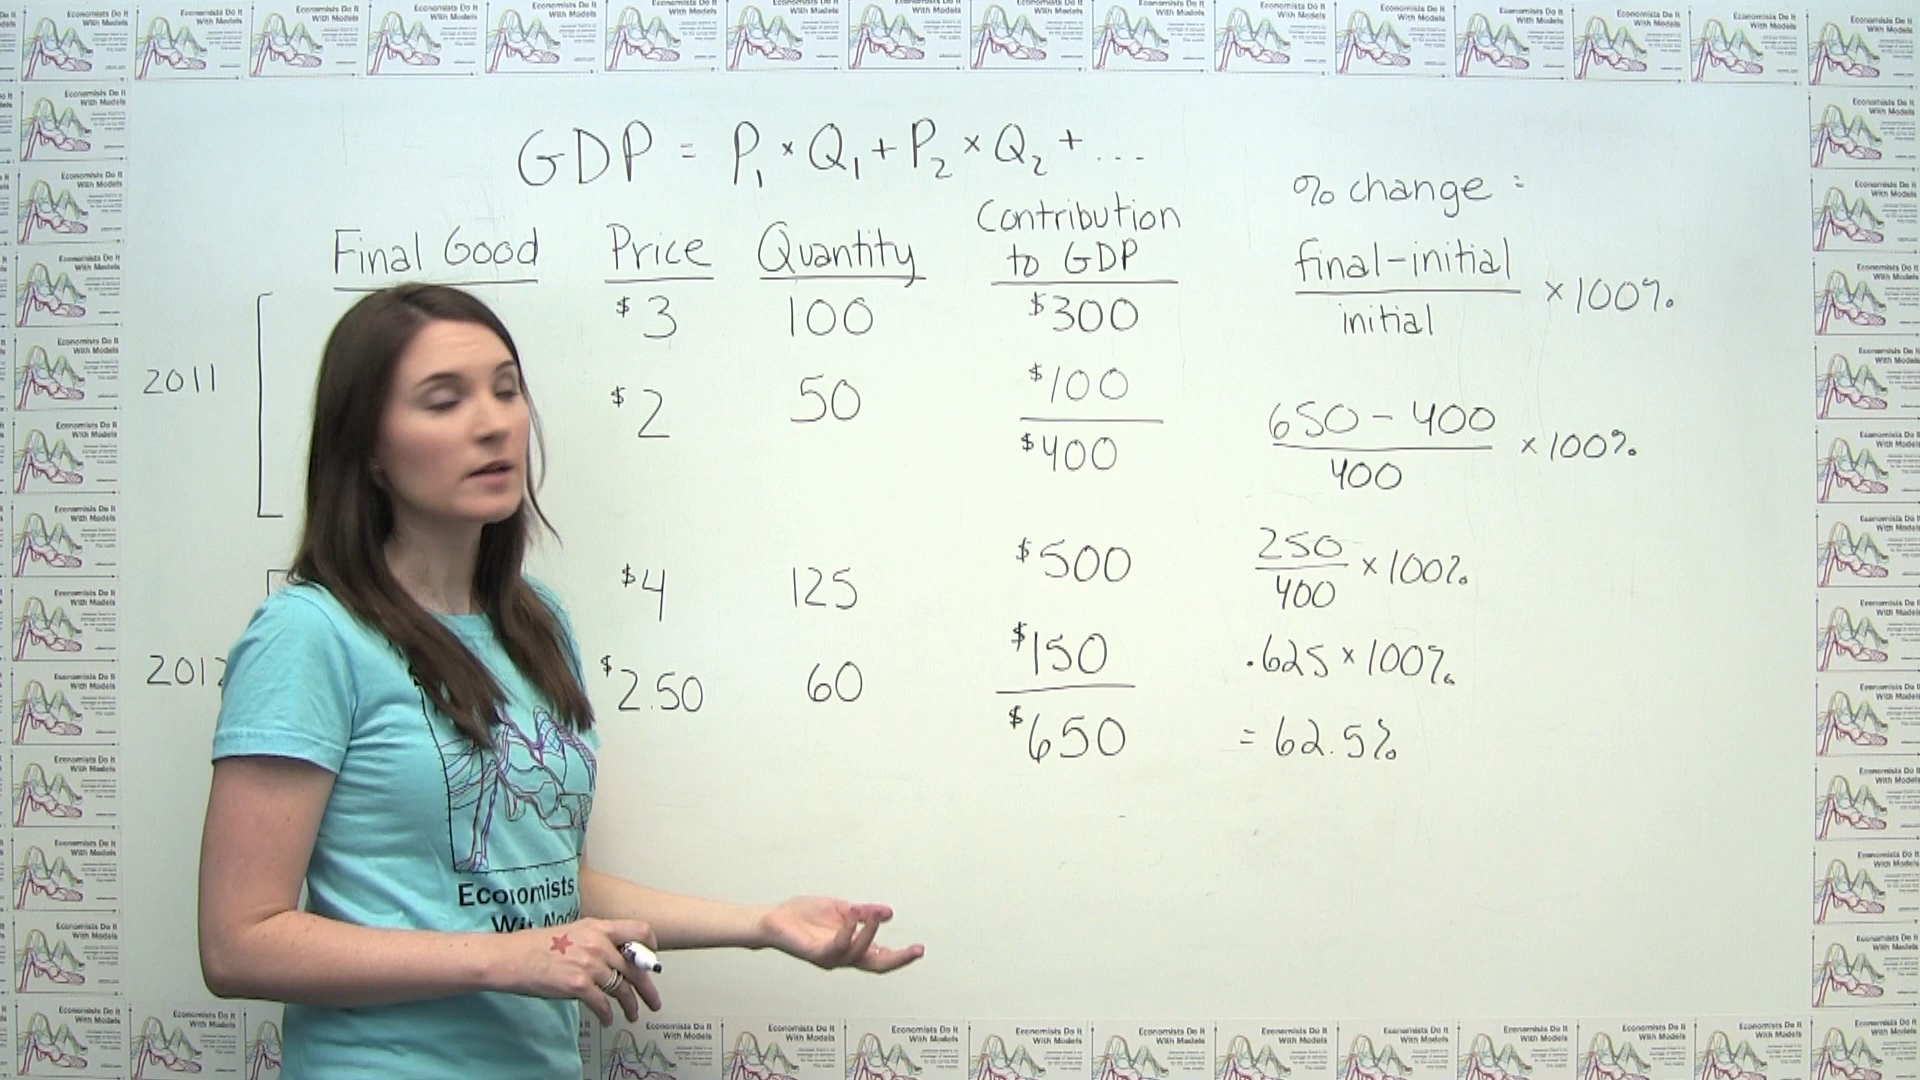 Economists Do It With Models
GDP = P₁ × Q₁ + P₂ × Q₂ + ...
% change =
Final Good Price Quantity Contribution to GDP
final-initial
initial
× 100%
2011
$3 100 $300
$2 50 $100
$400
650 - 400
400
× 100%
$4 125 $500
250
400
× 100%
2012
$2.50 60 $150
.625 × 100%
$650
= 62.5%
Economists